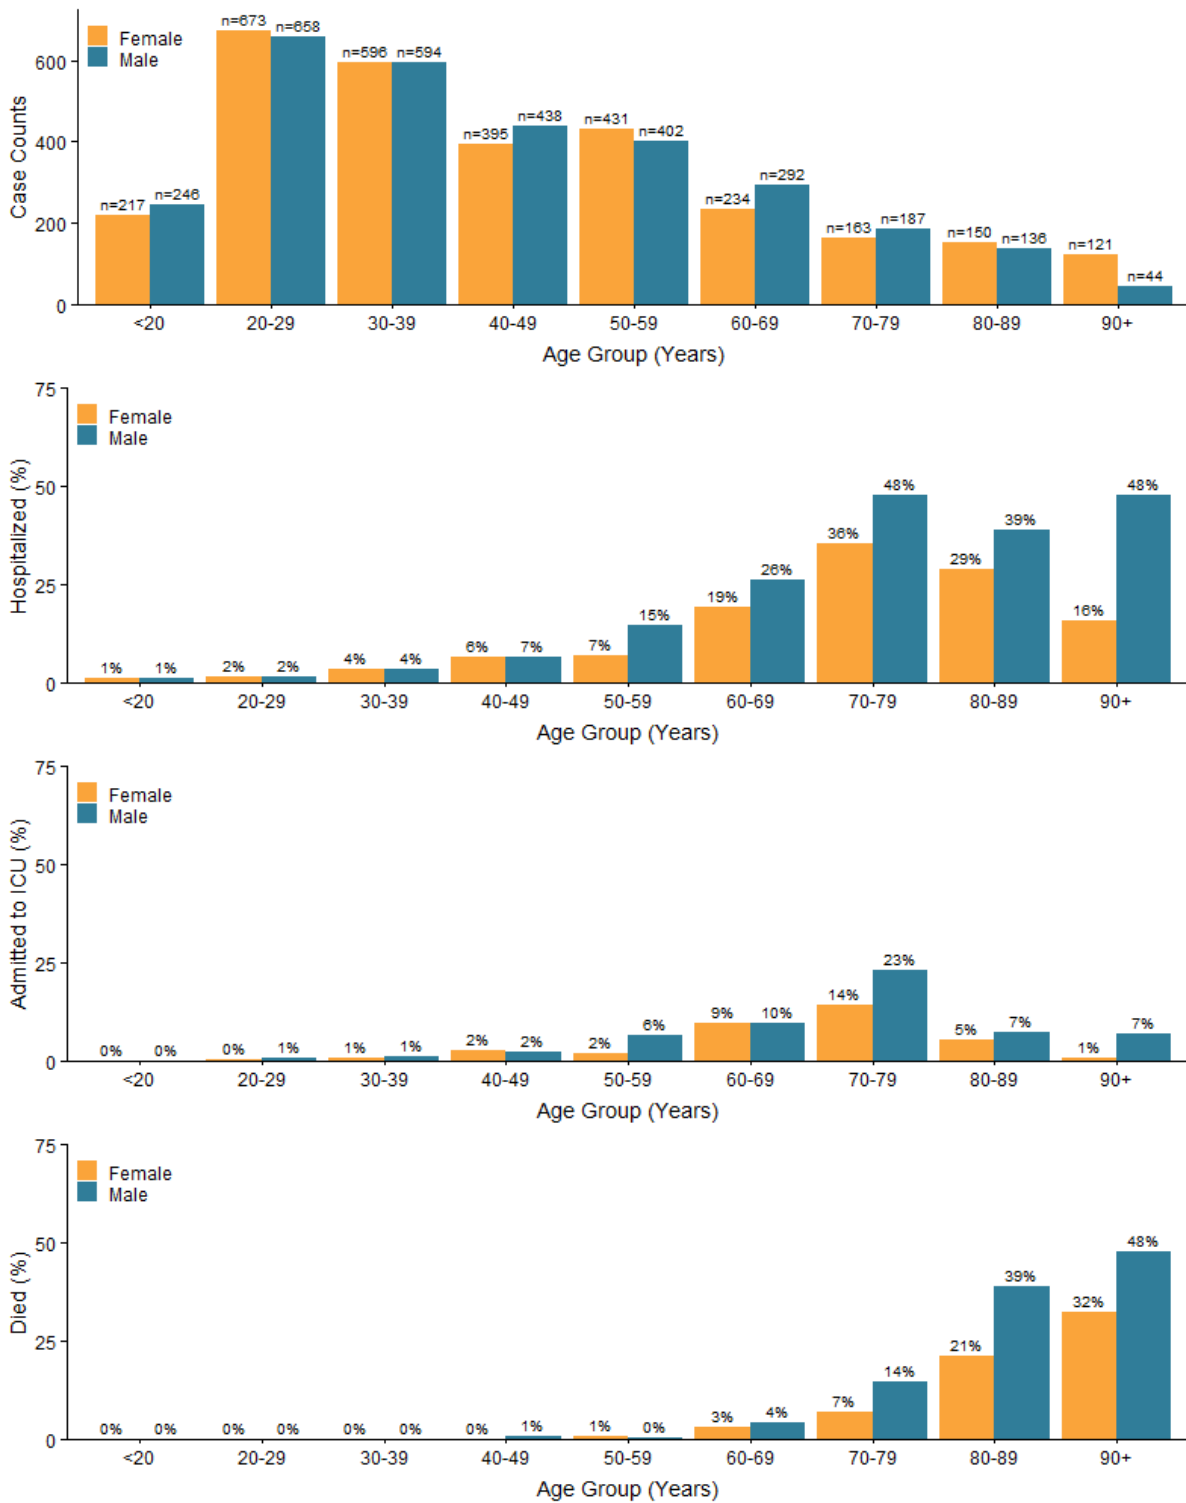 n=673
n=658
Female
Male
n=596 n=594
600
n=438
n=431
n=395
n=402
400
n=292
n=246
n=234
n=217
n=187
200
n=163
n=150
n=136
n=121
n=44
0
Case Counts
<20 20-29 30-39 40-49 50-59 60-69 70-79 80-89 90+
Age Group (Years)
75
Female
Male
50
48%
48%
39%
36%
29%
25
26%
19%
16%
15%
6%
7%
7%
4%
4%
2%
2%
1%
1%
0
Hospitalized (%)
<20 20-29 30-39 40-49 50-59 60-69 70-79 80-89 90+
Age Group (Years)
75
Female
Male
50
25
23%
14%
9%
10%
6%
7%
7%
5%
2%
2%
2%
0% 0% 0% 1% 1% 1%
1%
0
Admitted to ICU (%)
<20 20-29 30-39 40-49 50-59 60-69 70-79 80-89 90+
Age Group (Years)
75
Female
Male
50
48%
39%
32%
25
21%
14%
7%
3%
4%
0% 0% 0% 0% 0% 0% 0% 1% 1% 0%
0
Died (%)
<20 20-29 30-39 40-49 50-59 60-69 70-79 80-89 90+
Age Group (Years)